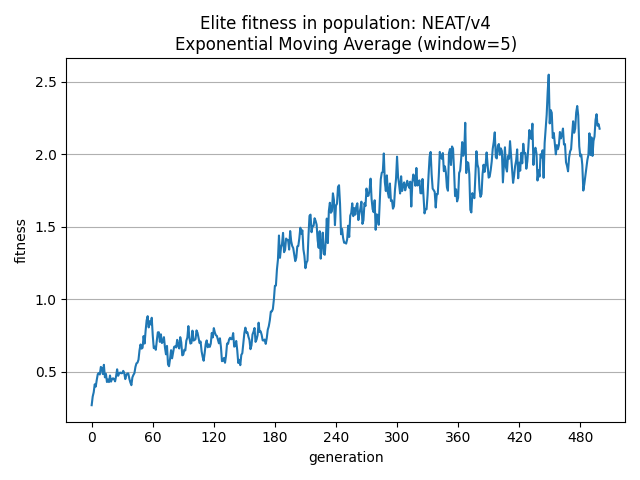 Elite fitness in population: NEAT/v4
Exponential Moving Average (window=5)
2.5
2.0
1.5
1.0
0.5
fitness
0 60 120 180 240 300 360 420 480
generation